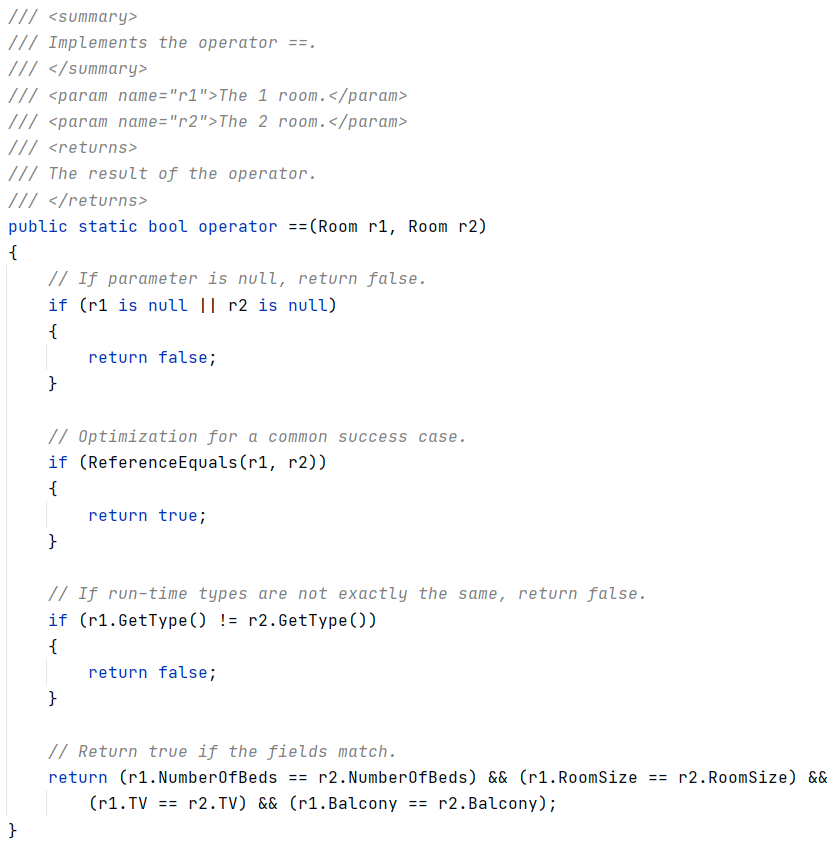 /// <summary>
/// Implements the operator ==.
/// </summary>
/// <param name="r1">The 1 room.</param>
/// <param name="r2">The 2 room.</param>
/// <returns>
/// The result of the operator.
/// </returns>
public static bool operator ==(Room r1, Room r2)
{
    // If parameter is null, return false.
    if (r1 is null || r2 is null)
    {
        return false;
    }

    // Optimization for a common success case.
    if (ReferenceEquals(r1, r2))
    {
        return true;
    }

    // If run-time types are not exactly the same, return false.
    if (r1.GetType() != r2.GetType())
    {
        return false;
    }

    // Return true if the fields match.
    return (r1.NumberOfBeds == r2.NumberOfBeds) && (r1.RoomSize == r2.RoomSize) &&
        (r1.TV == r2.TV) && (r1.Balcony == r2.Balcony);
}